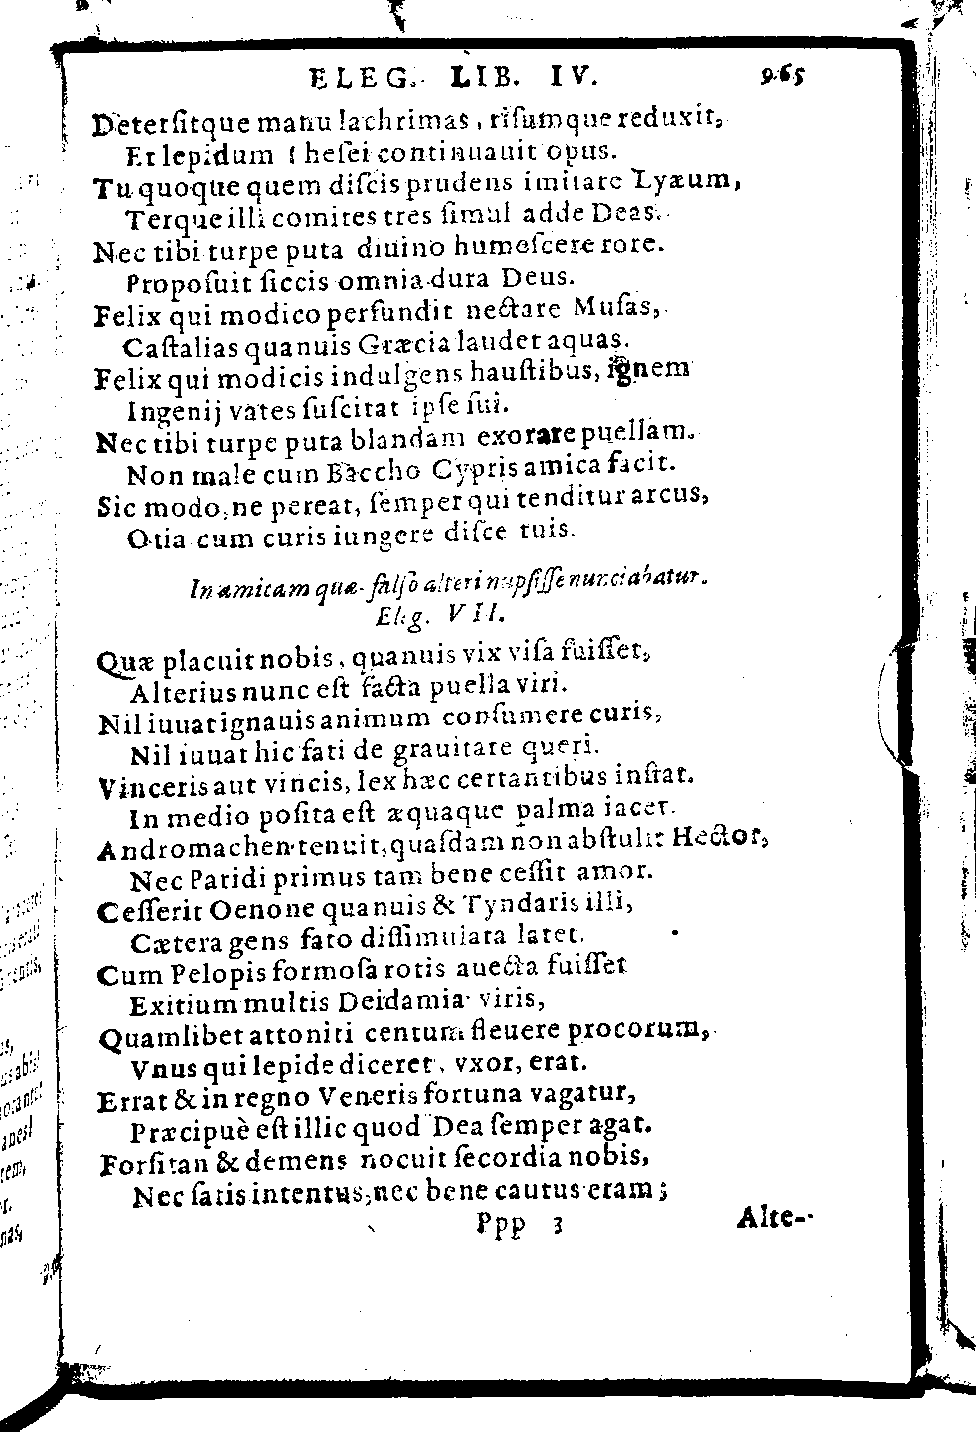 ELEG. LIB. IV. 965
Deterſitque manu lachrimas, riſumque reduxit,
Et lepidum Theſei continuauit opus.
Tu quoque quem diſcis prudens imitare Lyæum,
Terque illi comites tres ſimul adde Deas.
Nec tibi turpe puta diuino humeſcere rore.
Propoſuit ſiccis omnia dura Deus.
Felix qui modico perfundit nectare Muſas,
Caſtalias quanuis Græcia laudet aquas.
Felix qui modicis indulgens hauſtibus, ignem
Ingenij vates ſuſcitat ipſe ſui.
Nec tibi turpe puta blandam exorare puellam.
Non male cum Baccho Cypris amica facit.
Sic modo, ne pereat, ſemper qui tenditur arcus,
Otia cum curis iungere diſce tuis.
In amicam quæ falſo alteri nupſiſſe nunciabatur.
Eleg. VII.
Quæ placuit nobis, quanuis vix viſa fuiſſet,
Alterius nunc eſt facta puella viri.
Nil iuuat ignauis animum conſumere curis,
Nil iuuat hic fati de grauitate queri.
Vinceris aut vincis, lex hæc certantibus inſtat.
In medio poſita eſt æquaque palma iacet.
Andromachen tenuit, quaſdam non abſtulit Hector,
Nec Paridi primus tam bene ceſſit amor.
Ceſſerit Oenone quanuis & Tyndaris illi,
Cætera gens fato diſſimulata latet.
Cum Pelopis formoſa rotis auecta fuiſſet
Exitium multis Deidamia viris,
Quamlibet attoniti centum fleuere procorum,
Vnus qui lepide diceret, vxor, erat.
Errat & in regno Veneris fortuna vagatur,
Præcipuè eſt illic quod Dea ſemper agat.
Forſitan & demens nocuit ſecordia nobis,
Nec ſatis intentus, nec bene cautus eram;
Ppp 3 Alte-